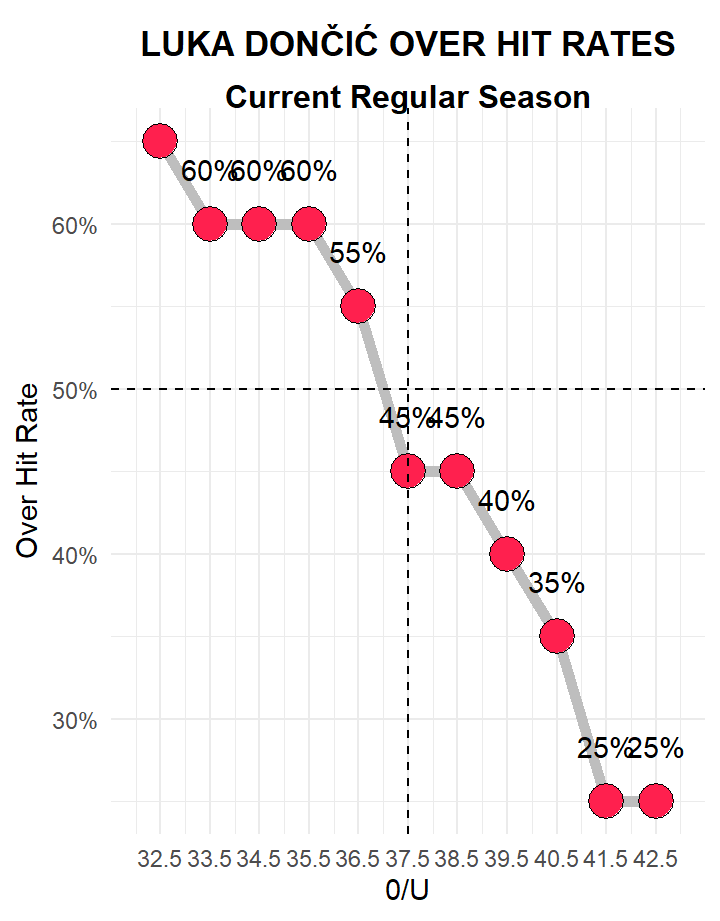 LUKA DONČIĆ OVER HIT RATES
Current Regular Season
60% 60% 60%
60%
55%
50%
45% 45%
Over Hit Rate
40%
40%
35%
30%
25% 25%
32.5 33.5 34.5 35.5 36.5 37.5 38.5 39.5 40.5 41.5 42.5
0/U